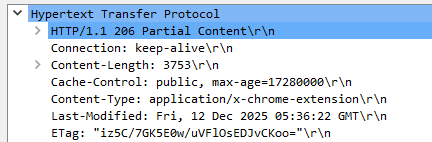 Hypertext Transfer Protocol
HTTP/1.1 206 Partial Content\r\n
Connection: keep-alive\r\n
Content-Length: 3753\r\n
Cache-Control: public, max-age=17280000\r\n
Content-Type: application/x-chrome-extension\r\n
Last-Modified: Fri, 12 Dec 2025 05:36:22 GMT\r\n
ETag: "iz5C/7GK5E0w/uVFlOsEDJvCKoo="\r\n